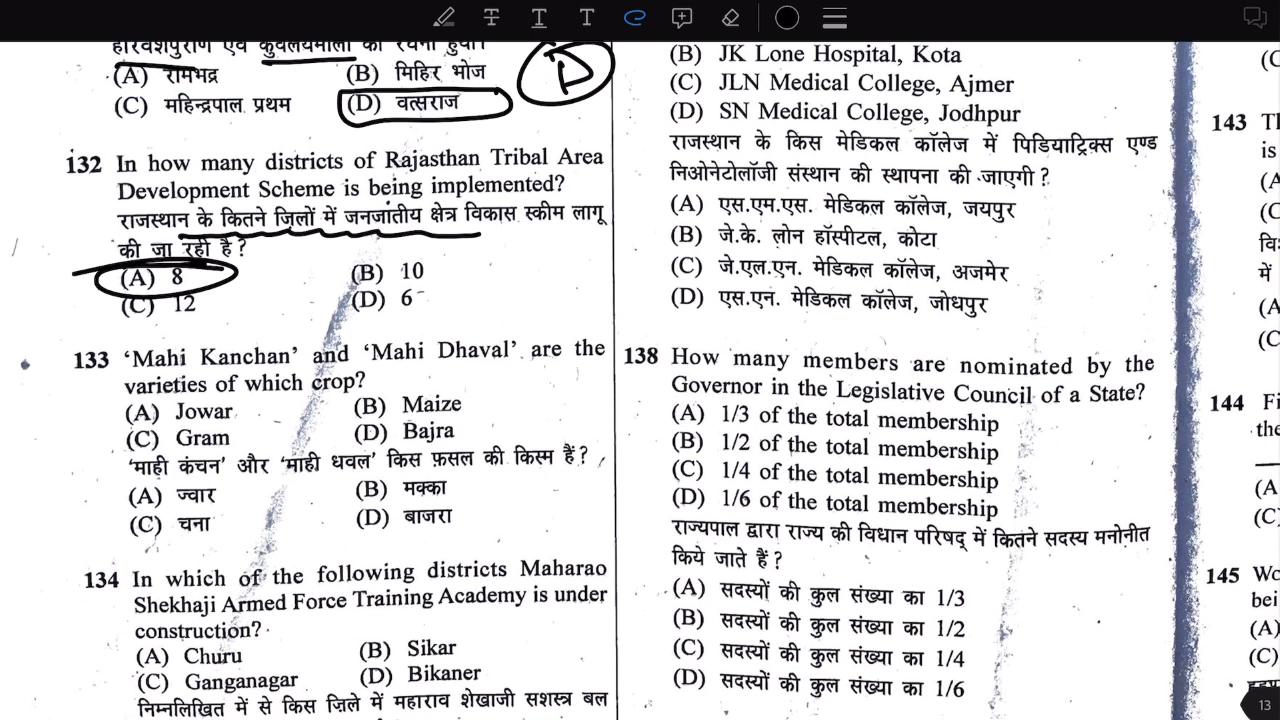 हरिवंशपुराण एवं कुवलयमाला की रचना हुयी।
(A) रामभद्र (B) मिहिर भोज
(C) महिन्द्रपाल प्रथम (D) वत्सराज
D
132 In how many districts of Rajasthan Tribal Area
Development Scheme is being implemented?
राजस्थान के कितने ज़िलों में जनजातीय क्षेत्र विकास स्कीम लागू
की जा रही है?
(A) 8 (B) 10
(C) 12 (D) 6
133 ‘Mahi Kanchan’ and ‘Mahi Dhaval’ are the
varieties of which crop?
(A) Jowar (B) Maize
(C) Gram (D) Bajra
‘माही कंचन’ और ‘माही धवल’ किस फ़सल की किस्म हैं?
(A) ज्वार (B) मक्का
(C) चना (D) बाजरा
134 In which of the following districts Maharao
Shekhaji Armed Force Training Academy is under
construction?
(A) Churu (B) Sikar
(C) Ganganagar (D) Bikaner
निम्नलिखित में से किस ज़िले में महाराव शेखाजी सशस्त्र बल
(B) JK Lone Hospital, Kota
(C) JLN Medical College, Ajmer
(D) SN Medical College, Jodhpur
राजस्थान के किस मेडिकल कॉलेज में पिडियाट्रिक्स एण्ड
निओनेटोलॉजी संस्थान की स्थापना की जाएगी?
(A) एस.एम.एस. मेडिकल कॉलेज, जयपुर
(B) जे.के. लोन हॉस्पीटल, कोटा
(C) जे.एल.एन. मेडिकल कॉलेज, अजमेर
(D) एस.एन. मेडिकल कॉलेज, जोधपुर
138 How many members are nominated by the
Governor in the Legislative Council of a State?
(A) 1/3 of the total membership
(B) 1/2 of the total membership
(C) 1/4 of the total membership
(D) 1/6 of the total membership
राज्यपाल द्वारा राज्य की विधान परिषद् में कितने सदस्य मनोनीत
किये जाते हैं?
(A) सदस्यों की कुल संख्या का 1/3
(B) सदस्यों की कुल संख्या का 1/2
(C) सदस्यों की कुल संख्या का 1/4
(D) सदस्यों की कुल संख्या का 1/6
(C
143 Tl
is
(A
(C
वि
में
(A
(C
144 Fi
the
(A
(C
145 Wo
bei
(A)
(C)
13